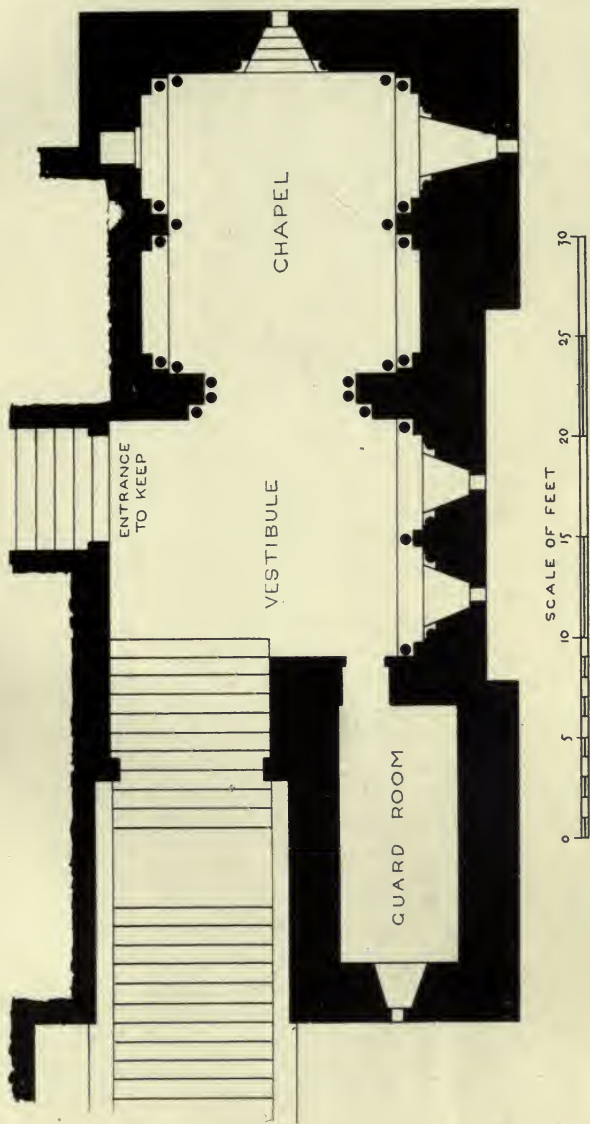 CHAPEL
ENTRANCE
TO KEEP
VESTIBULE
GUARD ROOM
SCALE OF FEET
0 5 10 15 20 25 30